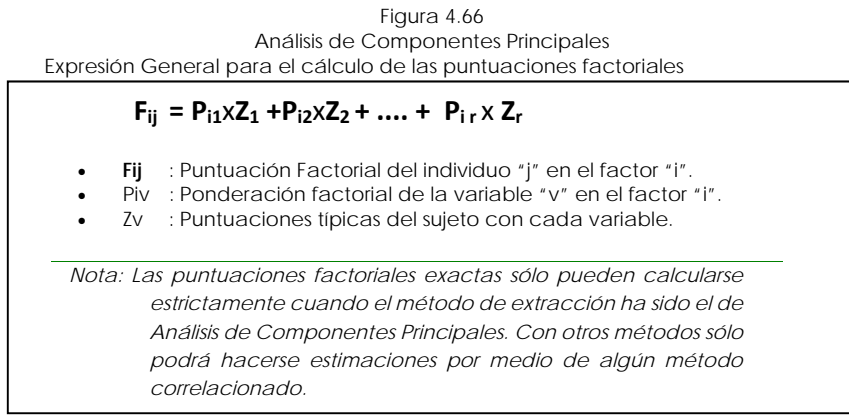 Figura 4.66
Análisis de Componentes Principales
Expresión General para el cálculo de las puntuaciones factoriales
Fij = Pi1xZ1 +Pi2xZ2 + .... + Pi r x Zr
• Fij : Puntuación Factorial del individuo “j” en el factor “i”.
• Piv : Ponderación factorial de la variable “v” en el factor “i”.
• Zv : Puntuaciones típicas del sujeto con cada variable.
Nota: Las puntuaciones factoriales exactas sólo pueden calcularse
estrictamente cuando el método de extracción ha sido el de
Análisis de Componentes Principales. Con otros métodos sólo
podrá hacerse estimaciones por medio de algún método
correlacionado.